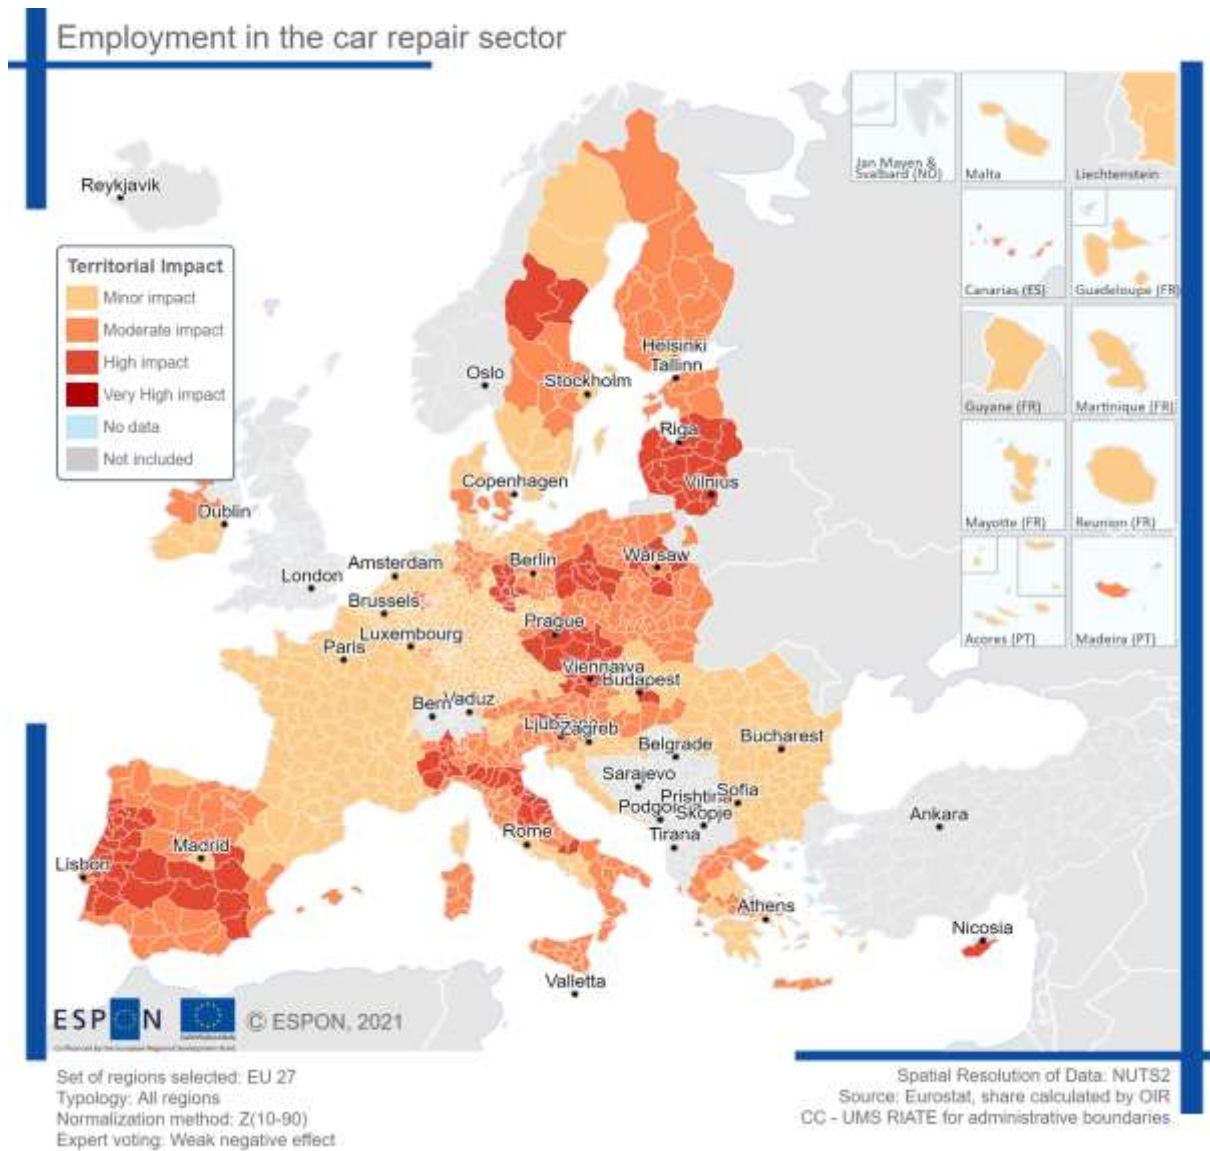 Employment in the car repair sector
Reykjavik
Territorial Impact
Minor impact
Moderate impact
High impact
Very High impact
No data
Not included
Jan Mayen &
Svalbard (NO)
Malta
Liechtenstein
Canarias (ES)
Guadeloupe (FR)
Guyane (FR)
Martinique (FR)
Mayotte (FR)
Reunion (FR)
Acores (PT)
Madeira (PT)
Helsinki
Tallinn
Oslo
Stockholm
Riga
Copenhagen
Vilnius
Dublin
Amsterdam
Berlin
Warsaw
London
Brussels
Prague
Luxembourg
Paris
Vienna
Budapest
Bern
Vaduz
Zagreb
Belgrade
Bucharest
Sarajevo
Sofia
Skopje
Tirana
Ankara
Rome
Madrid
Lisbon
Athens
Nicosia
Valletta
ESPON
© ESPON, 2021
Set of regions selected: EU 27
Typology: All regions
Normalization method: Z(10-90)
Expert voting: Weak negative effect
Spatial Resolution of Data: NUTS2
Source: Eurostat, share calculated by OIR
CC - UMS RIATE for administrative boundaries